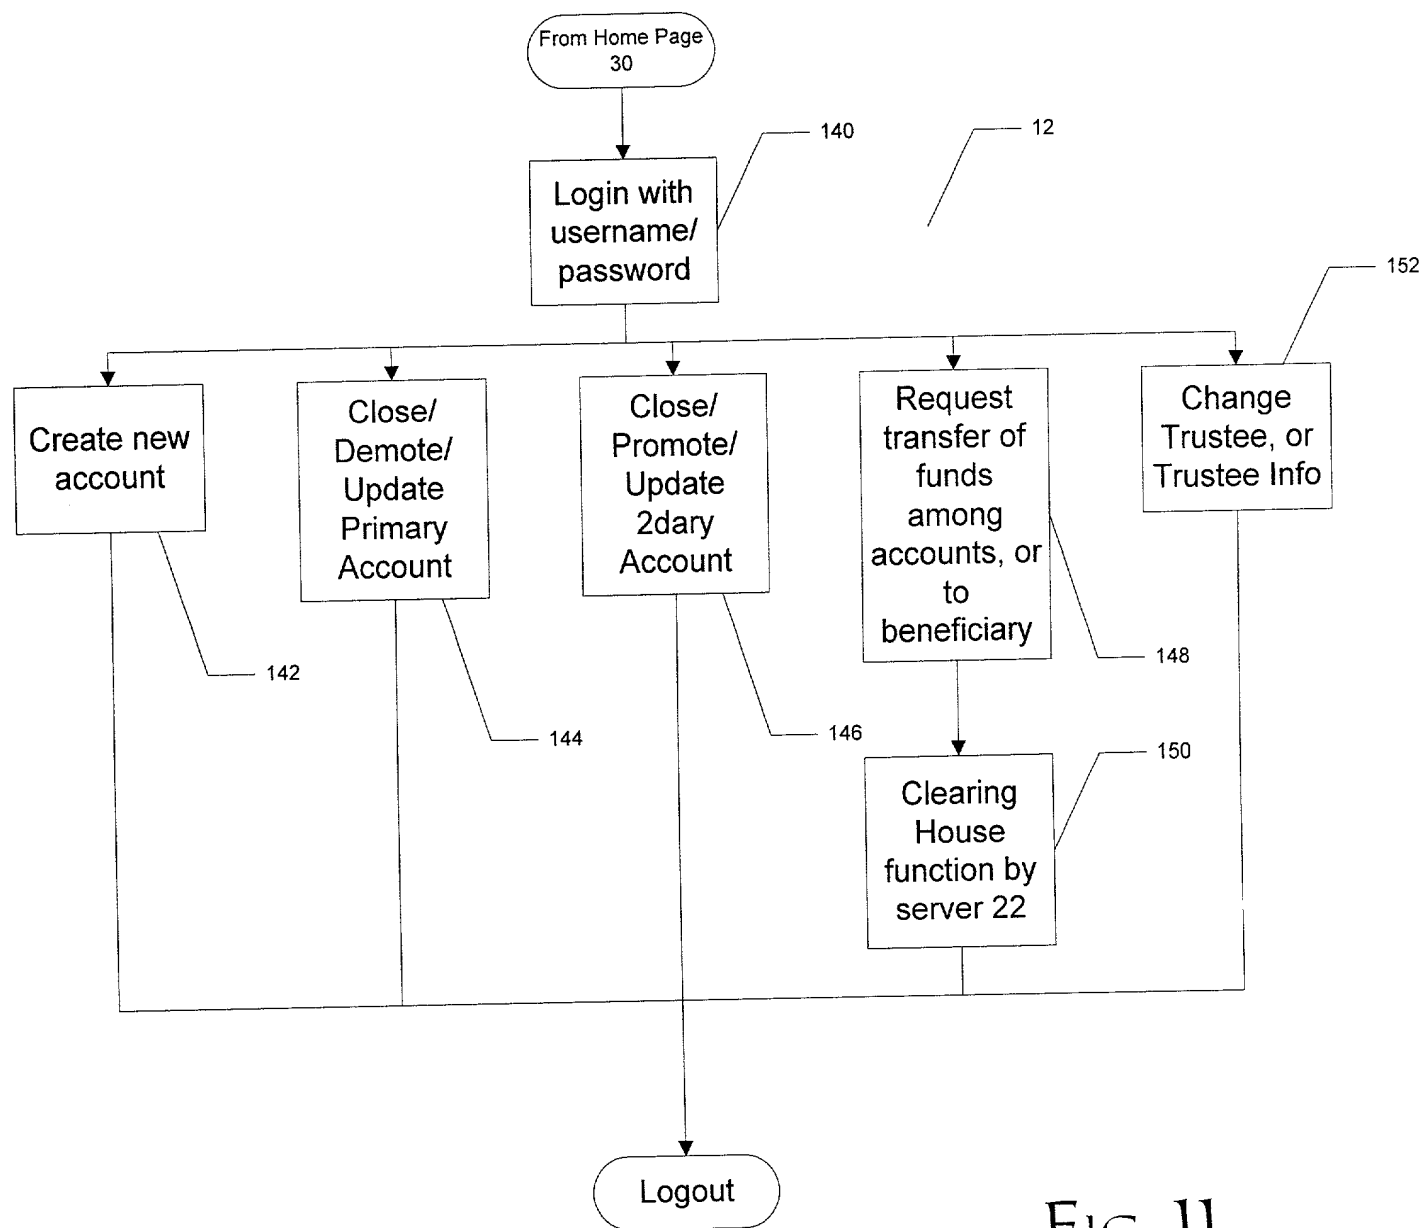 From Home Page
30
140
12
Login with
username/
password
152
Create new
account
Close/
Demote/
Update
Primary
Account
Close/
Promote/
Update
2dary
Account
Request
transfer of
funds
among
accounts, or
to
beneficiary
Change
Trustee, or
Trustee Info
142
144
146
148
150
Clearing
House
function by
server 22
Logout
FIG. 11